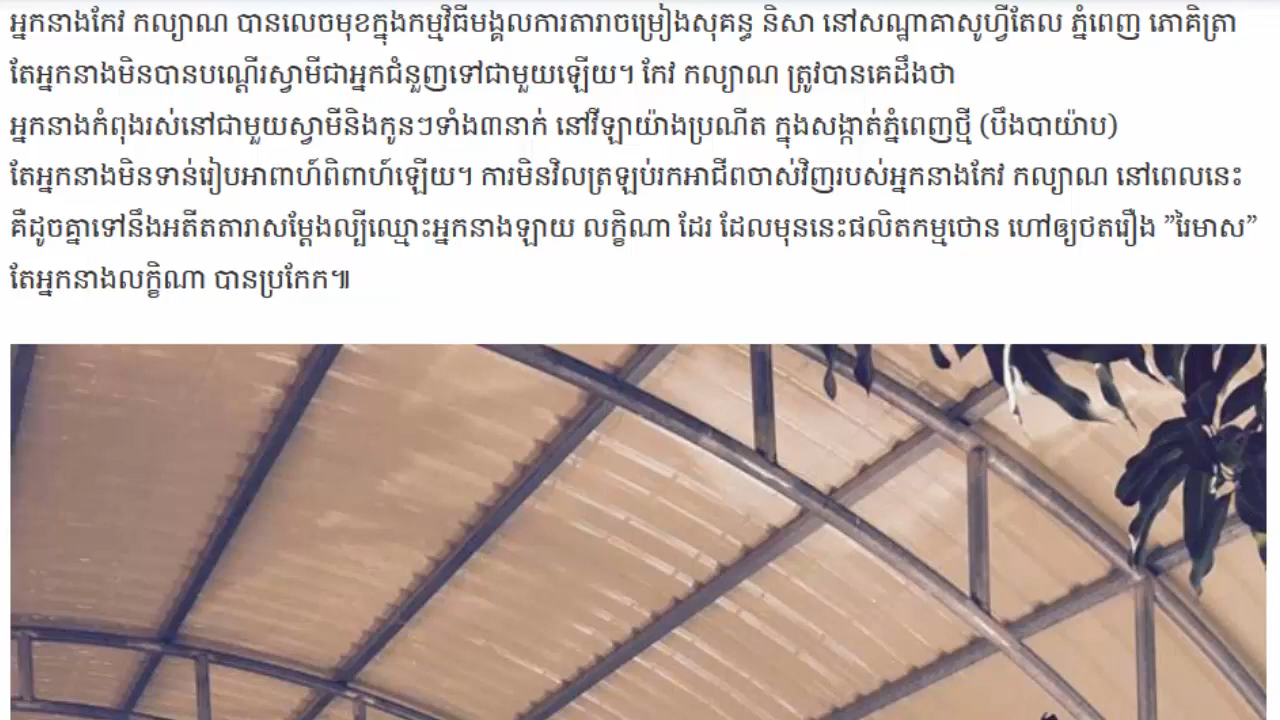 អ្នកនាងកែវ កល្យាណ បានលេចមុខក្នុងកម្មវិធីមង្គលការតារាចម្រៀងសុគន្ធ និសា នៅសណ្ឋាគាសូហ្វីតែល ភ្នំពេញ ភោគិត្រា
តែអ្នកនាងមិនបានបណ្ដើរស្វាមីជាអ្នកជំនួញទៅជាមួយឡើយ។ កែវ កល្យាណ ត្រូវបានគេដឹងថា
អ្នកនាងកំពុងរស់នៅជាមួយស្វាមីនិងកូនៗទាំង៣នាក់ នៅវីឡាយ៉ាងប្រណីត ក្នុងសង្កាត់ភ្នំពេញថ្មី (បឹងបាយ៉ាប)
តែអ្នកនាងមិនទាន់រៀបអាពាហ៍ពិពាហ៍ឡើយ។ ការមិនវិលត្រឡប់រកអាជីពចាស់វិញរបស់អ្នកនាងកែវ កល្យាណ នៅពេលនេះ
គឺដូចគ្នាទៅនឹងអតីតតារាសម្ដែងល្បីឈ្មោះអ្នកនាងឡាយ លក្ខិណា ដែរ ដែលមុននេះផលិតកម្មថោន ហៅឲ្យថតរឿង ”រៃមាស”
តែអ្នកនាងលក្ខិណា បានប្រកែក៕